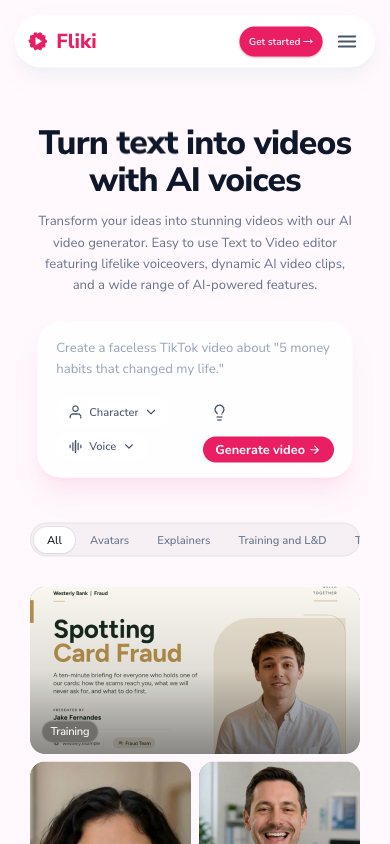 Fliki
Get started →
Turn text into videos
with AI voices
Transform your ideas into stunning videos with our AI
video generator. Easy to use Text to Video editor
featuring lifelike voiceovers, dynamic AI video clips,
and a wide range of AI-powered features.
Create a faceless TikTok video about "5 money
habits that changed my life."
Character
Voice
Generate video →
All
Avatars
Explainers
Training and L&D
Westerly Bank | Fraud
TOGETHER
Spotting
Card Fraud
A ten-minute briefing for everyone who holds one of
our cards: how the scams reach you, what we will
never ask for, and what to do first.
PRESENTED BY
Jake Fernandes
Training
Fraud Team